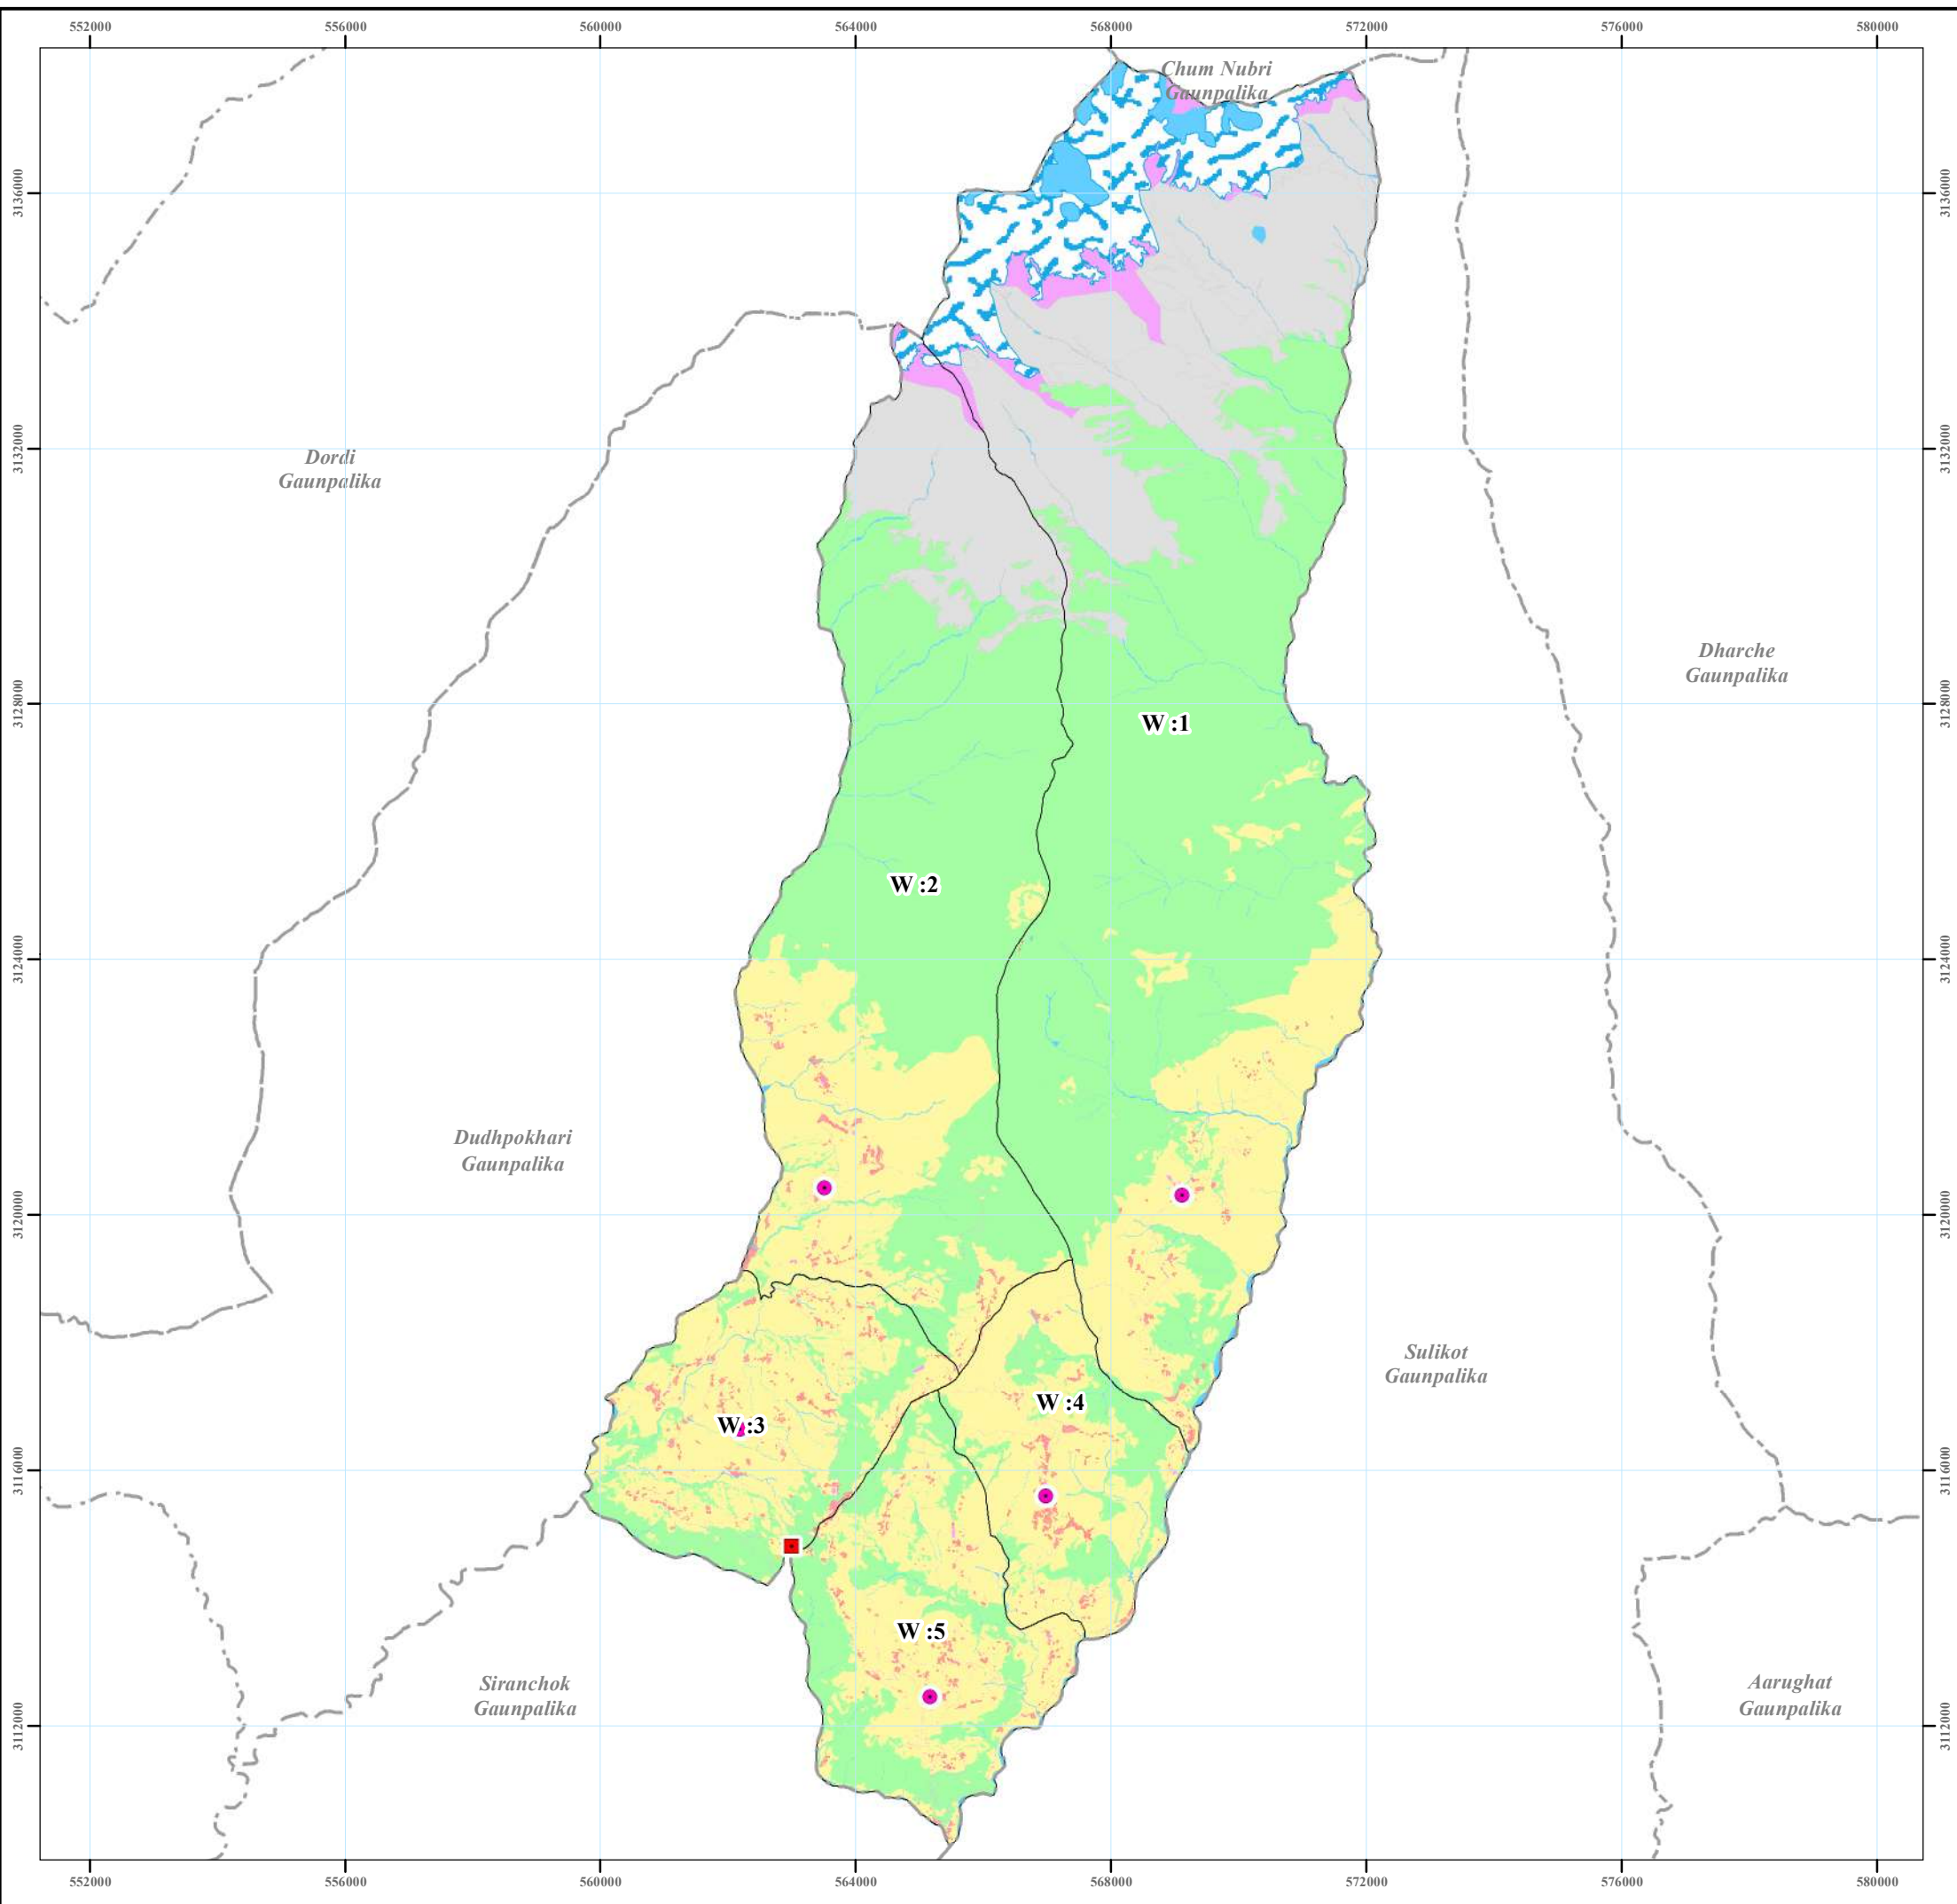 552000 556000 560000 564000 568000 572000 576000 580000
Chum Nubri
Gaunpalika
3136000 3136000
3132000 3132000
Dordi
Gaunpalika
Dharche
Gaunpalika
3128000 3128000
W :1
W :2
3124000 3124000
Dudhpokhari
Gaunpalika
3120000 3120000
Sulikot
Gaunpalika
W :4
W :3
3116000 3116000
W :5
Siranchok
Gaunpalika
Aarughat
Gaunpalika
3112000 3112000
552000 556000 560000 564000 568000 572000 576000 580000